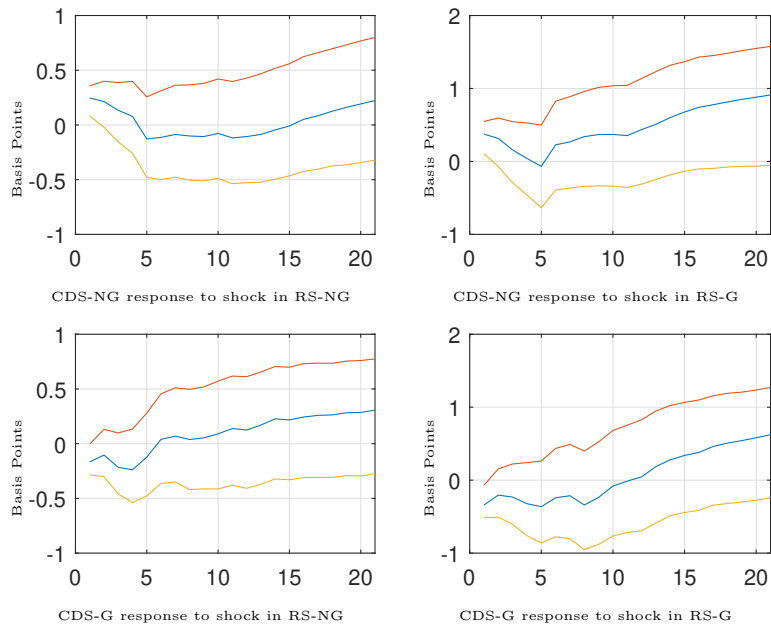 1
0.5
0
-0.5
-1
Basis Points
0 5 10 15 20
CDS-NG response to shock in RS-NG
2
1
0
-1
Basis Points
0 5 10 15 20
CDS-NG response to shock in RS-G
1
0.5
0
-0.5
-1
Basis Points
0 5 10 15 20
CDS-G response to shock in RS-NG
2
1
0
-1
Basis Points
0 5 10 15 20
CDS-G response to shock in RS-G